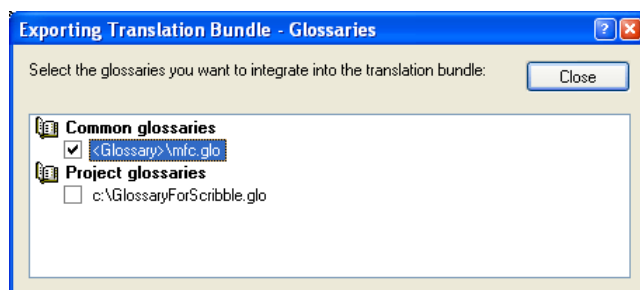 Exporting Translation Bundle - Glossaries
Select the glossaries you want to integrate into the translation bundle:
Close
Common glossaries
<Glossary>\mfc.glo
Project glossaries
c:\GlossaryForScribble.glo